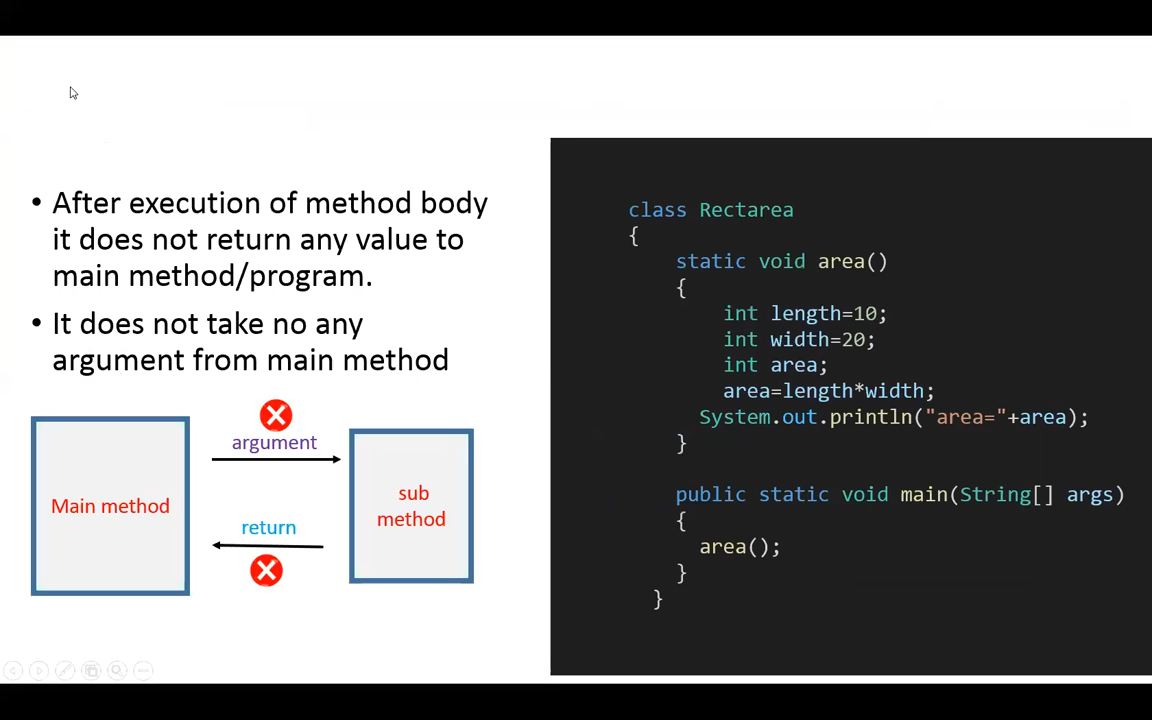 • After execution of method body
it does not return any value to
main method/program.
• It does not take no any
argument from main method
argument
Main method
sub
method
return
class Rectarea
{
static void area()
{
int length=10;
int width=20;
int area;
area=length*width;
System.out.println("area="+area);
}
public static void main(String[] args)
{
area();
}
}